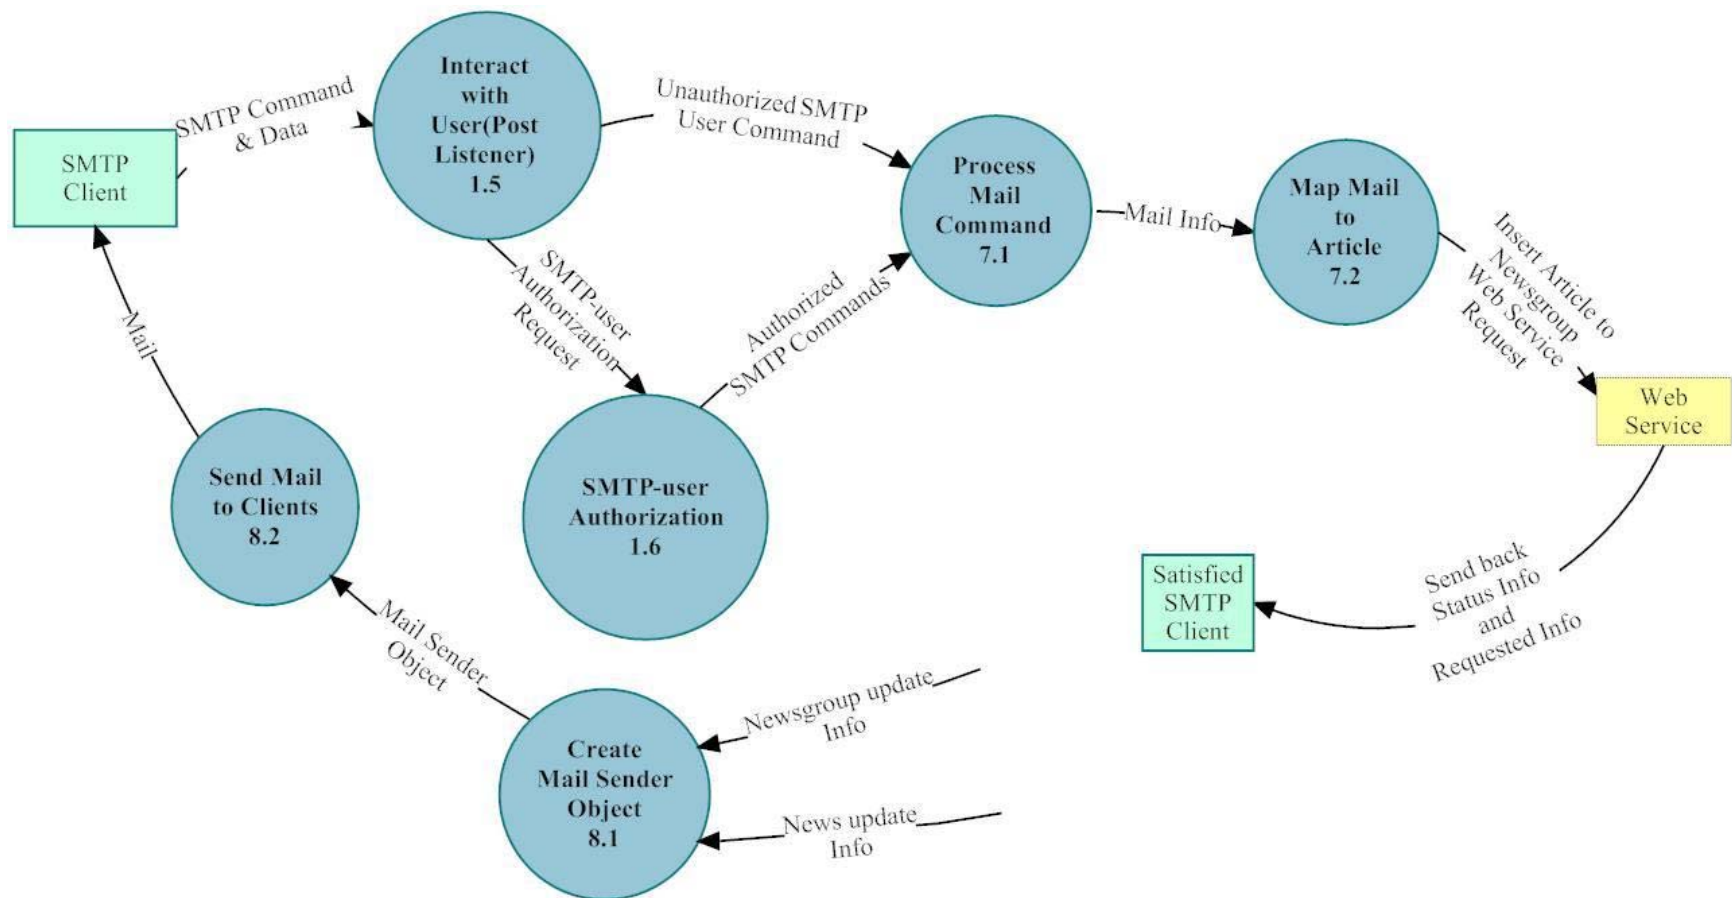 SMTP
Client
SMTP Command
& Data
Interact
with
User(Post
Listener)
1.5
Unauthorized SMTP
User Command
Process
Mail
Command
7.1
Mail Info
Map Mail
to
Article
7.2
Insert Article to
Newsgroup
Web Service
Request
Web
Service
SMTP-user
Authorization
Request
Authorized
SMTP Commands
Mail
Send Mail
to Clients
8.2
SMTP-user
Authorization
1.6
Satisfied
SMTP
Client
Send back
Status Info
and
Requested Info
Mail Sender
Object
Newsgroup update
Info
Create
Mail Sender
Object
8.1
News update
Info